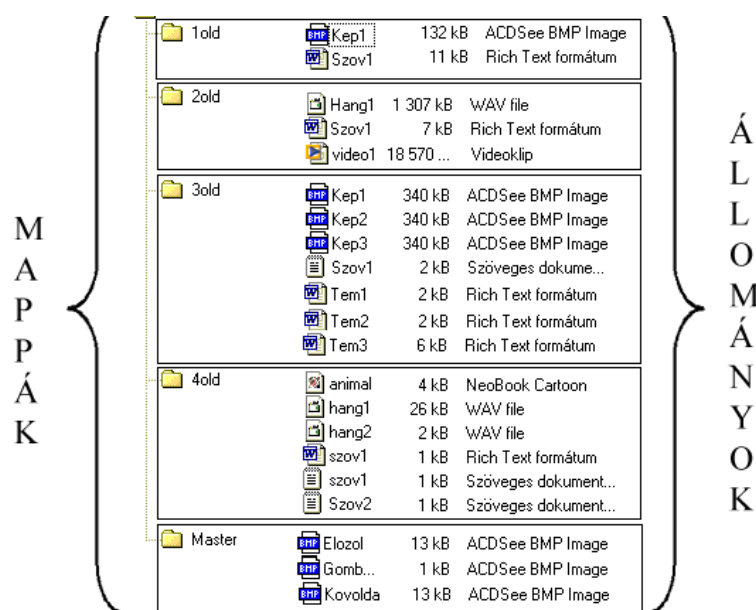 MAPPÁK
1old Kep1 132 kB ACDSee BMP Image
Szov1 11 kB Rich Text formátum
2old Hang1 1 307 kB WAV file
Szov1 7 kB Rich Text formátum
video1 18 570 ... Videoklip
3old Kep1 340 kB ACDSee BMP Image
Kep2 340 kB ACDSee BMP Image
Kep3 340 kB ACDSee BMP Image
Szov1 2 kB Szöveges dokume...
Tem1 2 kB Rich Text formátum
Tem2 2 kB Rich Text formátum
Tem3 6 kB Rich Text formátum
4old animal 4 kB NeoBook Cartoon
hang1 26 kB WAV file
hang2 2 kB WAV file
szov1 1 kB Rich Text formátum
szov1 1 kB Szöveges dokument...
Szov2 1 kB Szöveges dokument...
Master Elozol 13 kB ACDSee BMP Image
Gomb... 1 kB ACDSee BMP Image
Kovolda 13 kB ACDSee BMP Image
ÁLLOMÁNYOK